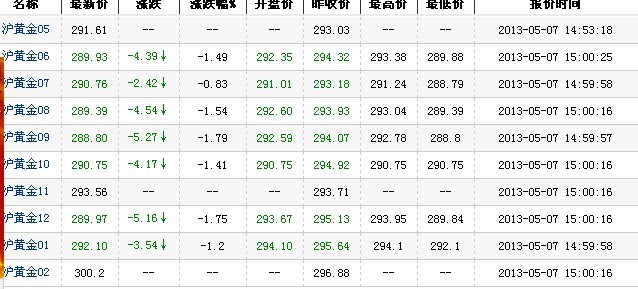 名称 最新价 涨跌 涨跌幅% 开盘价 昨收价 最高价 最低价 报价时间
沪黄金05 291.61 -- -- -- 293.03 -- -- 2013-05-07 14:53:18
沪黄金06 289.93 -4.39↓ -1.49 292.35 294.32 293.38 289.88 2013-05-07 15:00:25
沪黄金07 290.76 -2.42↓ -0.83 291.01 293.18 291.24 288.79 2013-05-07 14:59:58
沪黄金08 289.39 -4.54↓ -1.54 292.60 293.93 293.04 289.39 2013-05-07 15:00:16
沪黄金09 288.80 -5.27↓ -1.79 292.59 294.07 292.78 288.8 2013-05-07 14:59:57
沪黄金10 290.75 -4.17↓ -1.41 290.75 294.92 290.75 290.75 2013-05-07 15:00:16
沪黄金11 293.56 -- -- -- 293.71 -- -- 2013-05-07 15:00:16
沪黄金12 289.97 -5.16↓ -1.75 293.67 295.13 293.95 289.84 2013-05-07 15:00:16
沪黄金01 292.10 -3.54↓ -1.2 294.10 295.64 294.1 292.1 2013-05-07 14:59:58
沪黄金02 300.2 -- -- -- 296.88 -- -- 2013-05-07 15:00:16